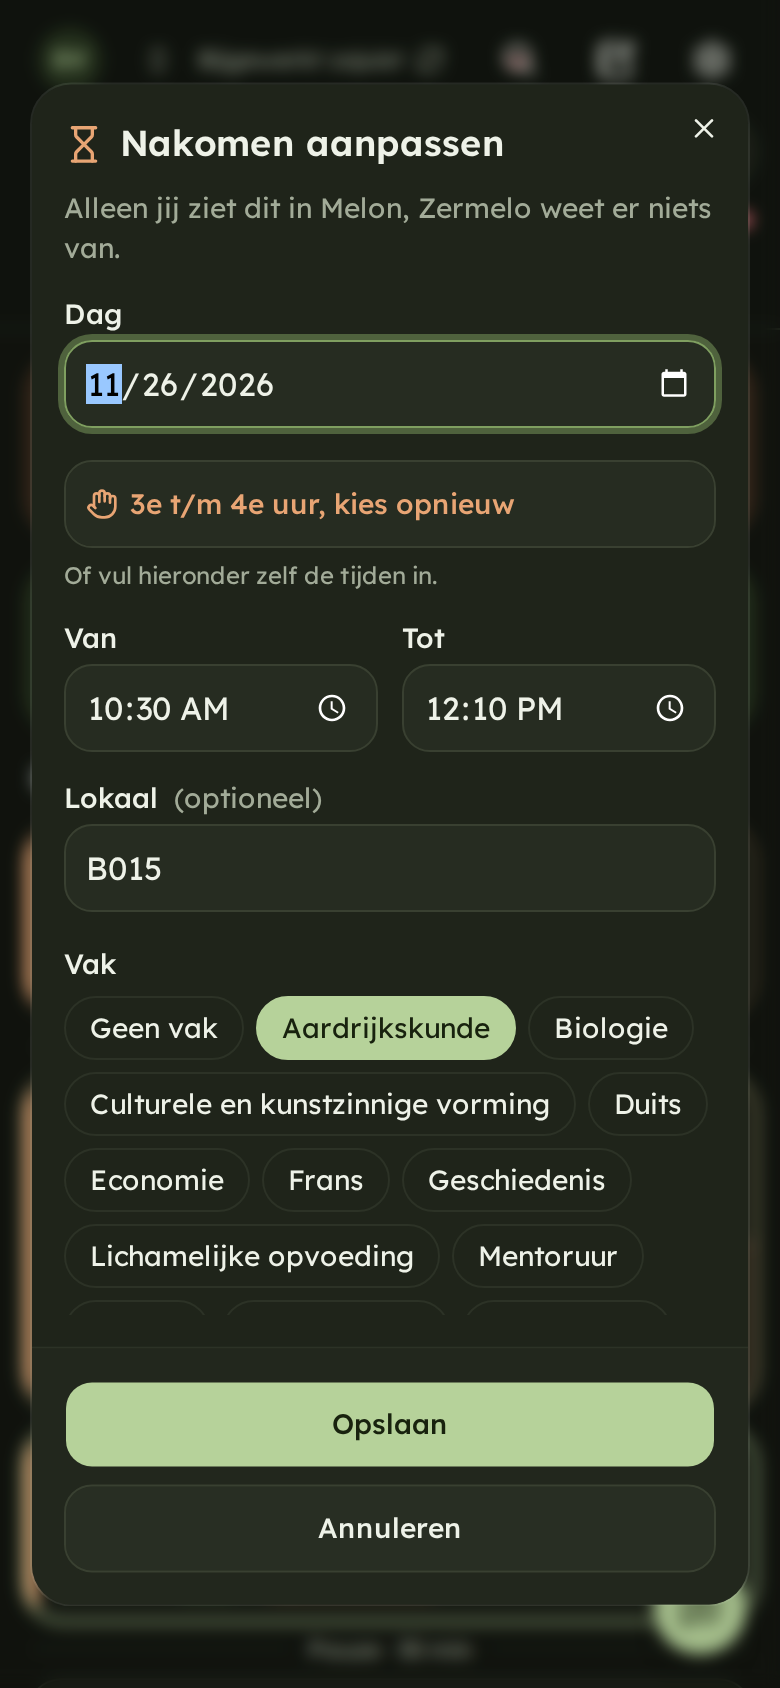 Nakomen aanpassen
Alleen jij ziet dit in Melon, Zermelo weet er niets
van.
Dag
11/26/2026
3e t/m 4e uur, kies opnieuw
Of vul hieronder zelf de tijden in.
Van Tot
10:30 AM 12:10 PM
Lokaal (optioneel)
B015
Vak
Geen vak Aardrijkskunde Biologie
Culturele en kunstzinnige vorming Duits
Economie Frans Geschiedenis
Lichamelijke opvoeding Mentoruur
Opslaan
Annuleren